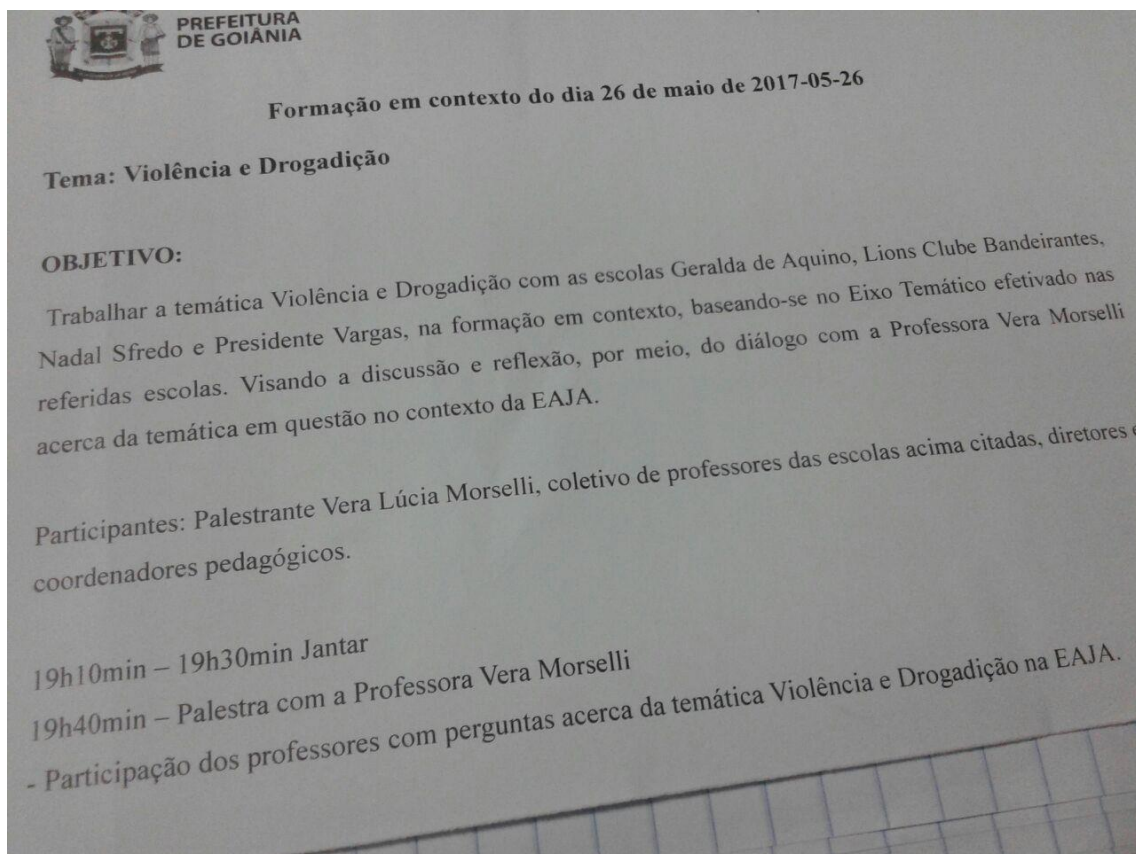 PREFEITURA
DE GOIÂNIA
Formação em contexto do dia 26 de maio de 2017-05-26
Tema: Violência e Drogadição
OBJETIVO:
Trabalhar a temática Violência e Drogadição com as escolas Geralda de Aquino, Lions Clube Bandeirantes,
Nadal Sfredo e Presidente Vargas, na formação em contexto, baseando-se no Eixo Temático efetivado nas
referidas escolas. Visando a discussão e reflexão, por meio, do diálogo com a Professora Vera Morselli
acerca da temática em questão no contexto da EAJA.
Participantes: Palestrante Vera Lúcia Morselli, coletivo de professores das escolas acima citadas, diretores e
coordenadores pedagógicos.
19h10min – 19h30min Jantar
19h40min – Palestra com a Professora Vera Morselli
- Participação dos professores com perguntas acerca da temática Violência e Drogadição na EAJA.